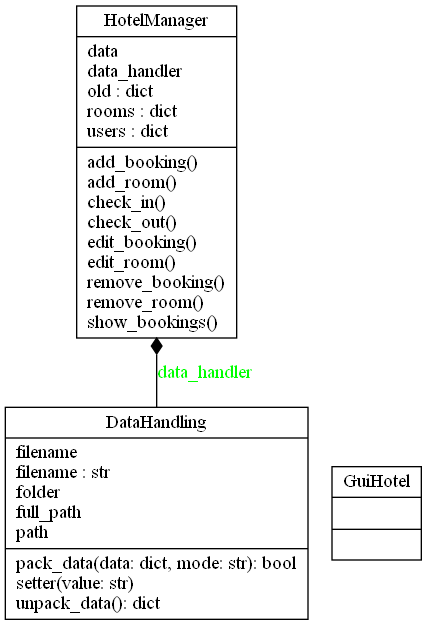 HotelManager
data
data_handler
old : dict
rooms : dict
users : dict
add_booking()
add_room()
check_in()
check_out()
edit_booking()
edit_room()
remove_booking()
remove_room()
show_bookings()
data_handler
DataHandling
filename
filename : str
folder
full_path
path
pack_data(data: dict, mode: str): bool
setter(value: str)
unpack_data(): dict
GuiHotel